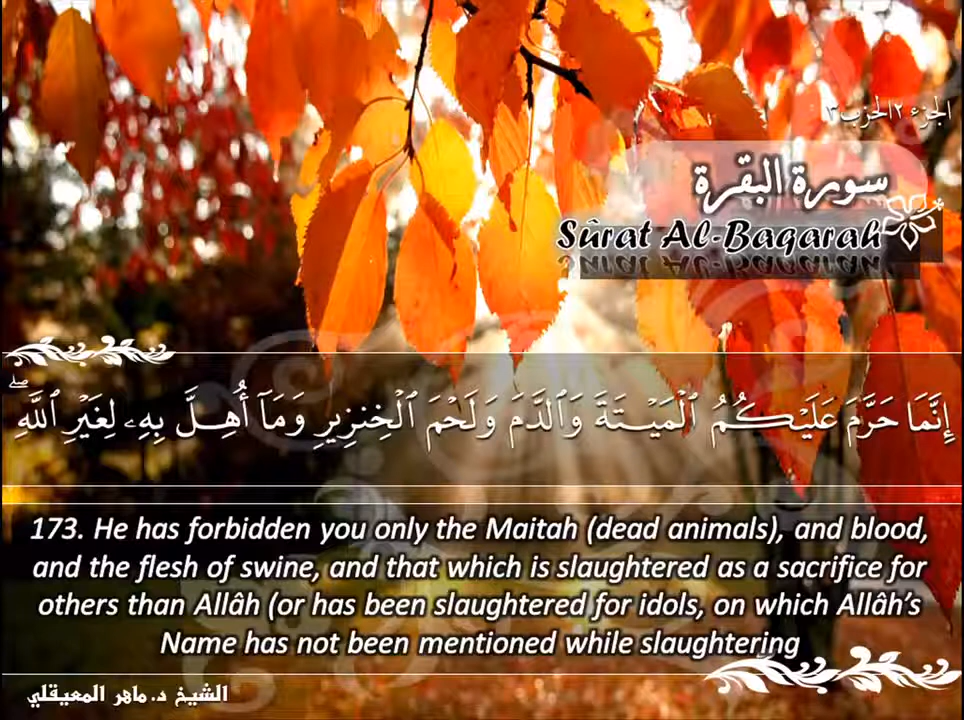 الجزء ٢ الحزب ٣
سورة البقرة
Sûrat Al-Baqarah
إِنَّمَا حَرَّمَ عَلَيْكُمُ ٱلْمَيْتَةَ وَٱلدَّمَ وَلَحْمَ ٱلْخِنزِيرِ وَمَآ أُهِلَّ بِهِۦ لِغَيْرِ ٱللَّهِۖ
173. He has forbidden you only the Maitah (dead animals), and blood,
and the flesh of swine, and that which is slaughtered as a sacrifice for
others than Allâh (or has been slaughtered for idols, on which Allâh’s
Name has not been mentioned while slaughtering
الشيخ د. ماهر المعيقلي